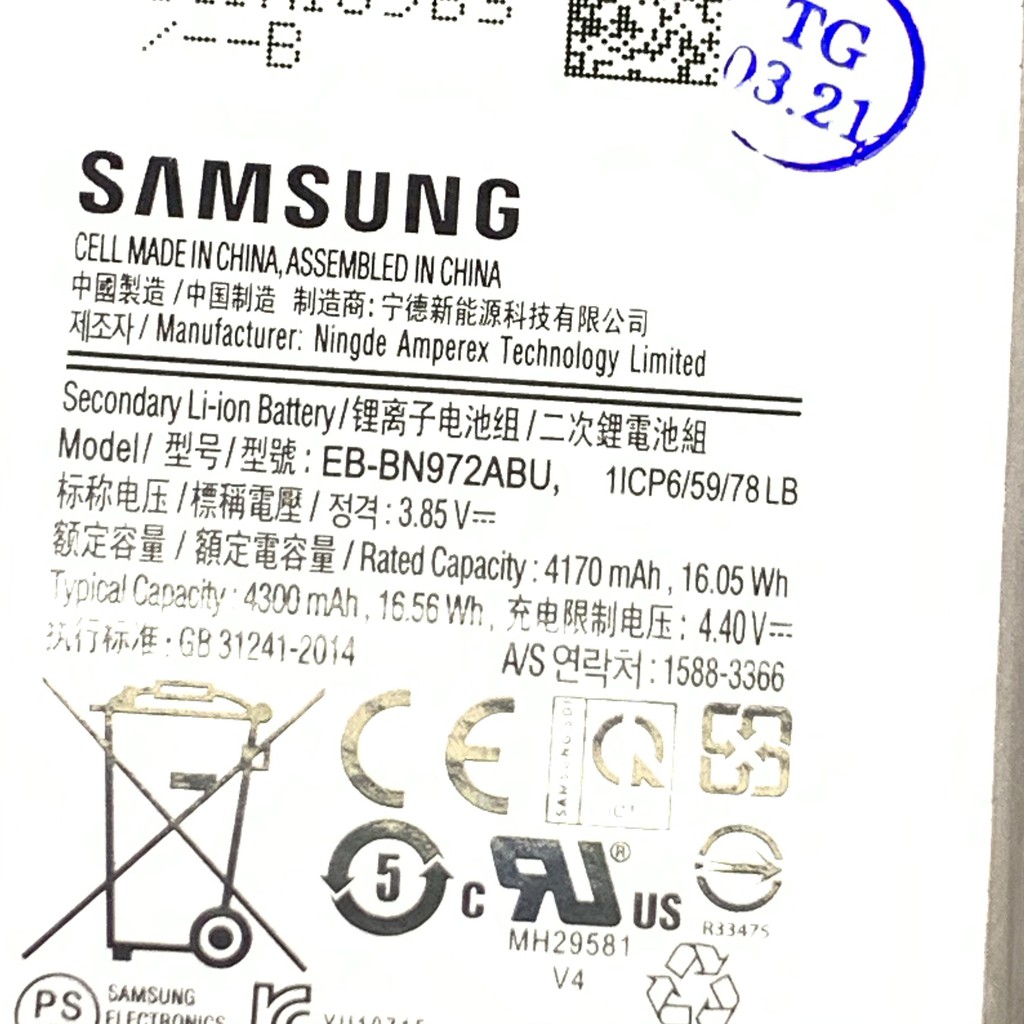 /--B
TG
03.21
SAMSUNG
CELL MADE IN CHINA, ASSEMBLED IN CHINA
中國製造 / 中国制造 制造商: 宁德新能源科技有限公司
제조자 / Manufacturer: Ningde Amperex Technology Limited
Secondary Li-ion Battery / 锂离子电池组 / 二次鋰電池組
Model / 型号 / 型號 : EB-BN972ABU, 1ICP6/59/78 LB
标称电压 / 標稱電壓 / 정격 : 3.85 V⎓
额定容量 / 額定電容量 / Rated Capacity : 4170 mAh , 16.05 Wh
Typical Capacity : 4300 mAh , 16.56 Wh , 充电限制电压 : 4.40 V⎓
执行标准 : GB 31241-2014 A/S 연락처 : 1588-3366
CE
SAMSUNG SDI
5
c RU ® US
MH29581
V4
R33475
PS
SAMSUNG
ELECTRONICS